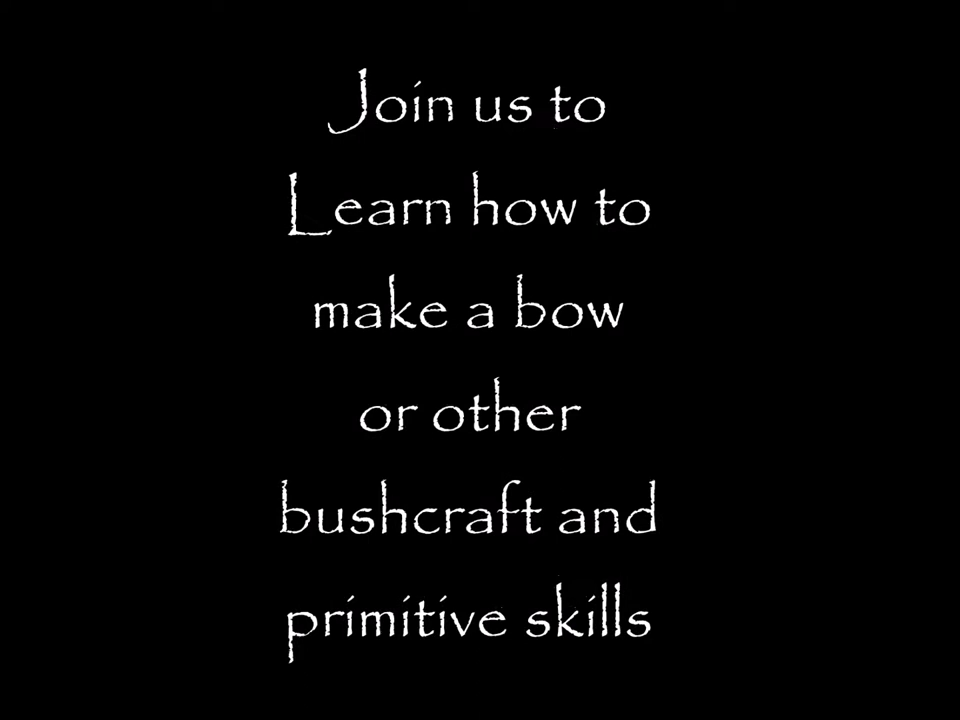 Join us to
Learn how to
make a bow
or other
bushcraft and
primitive skills